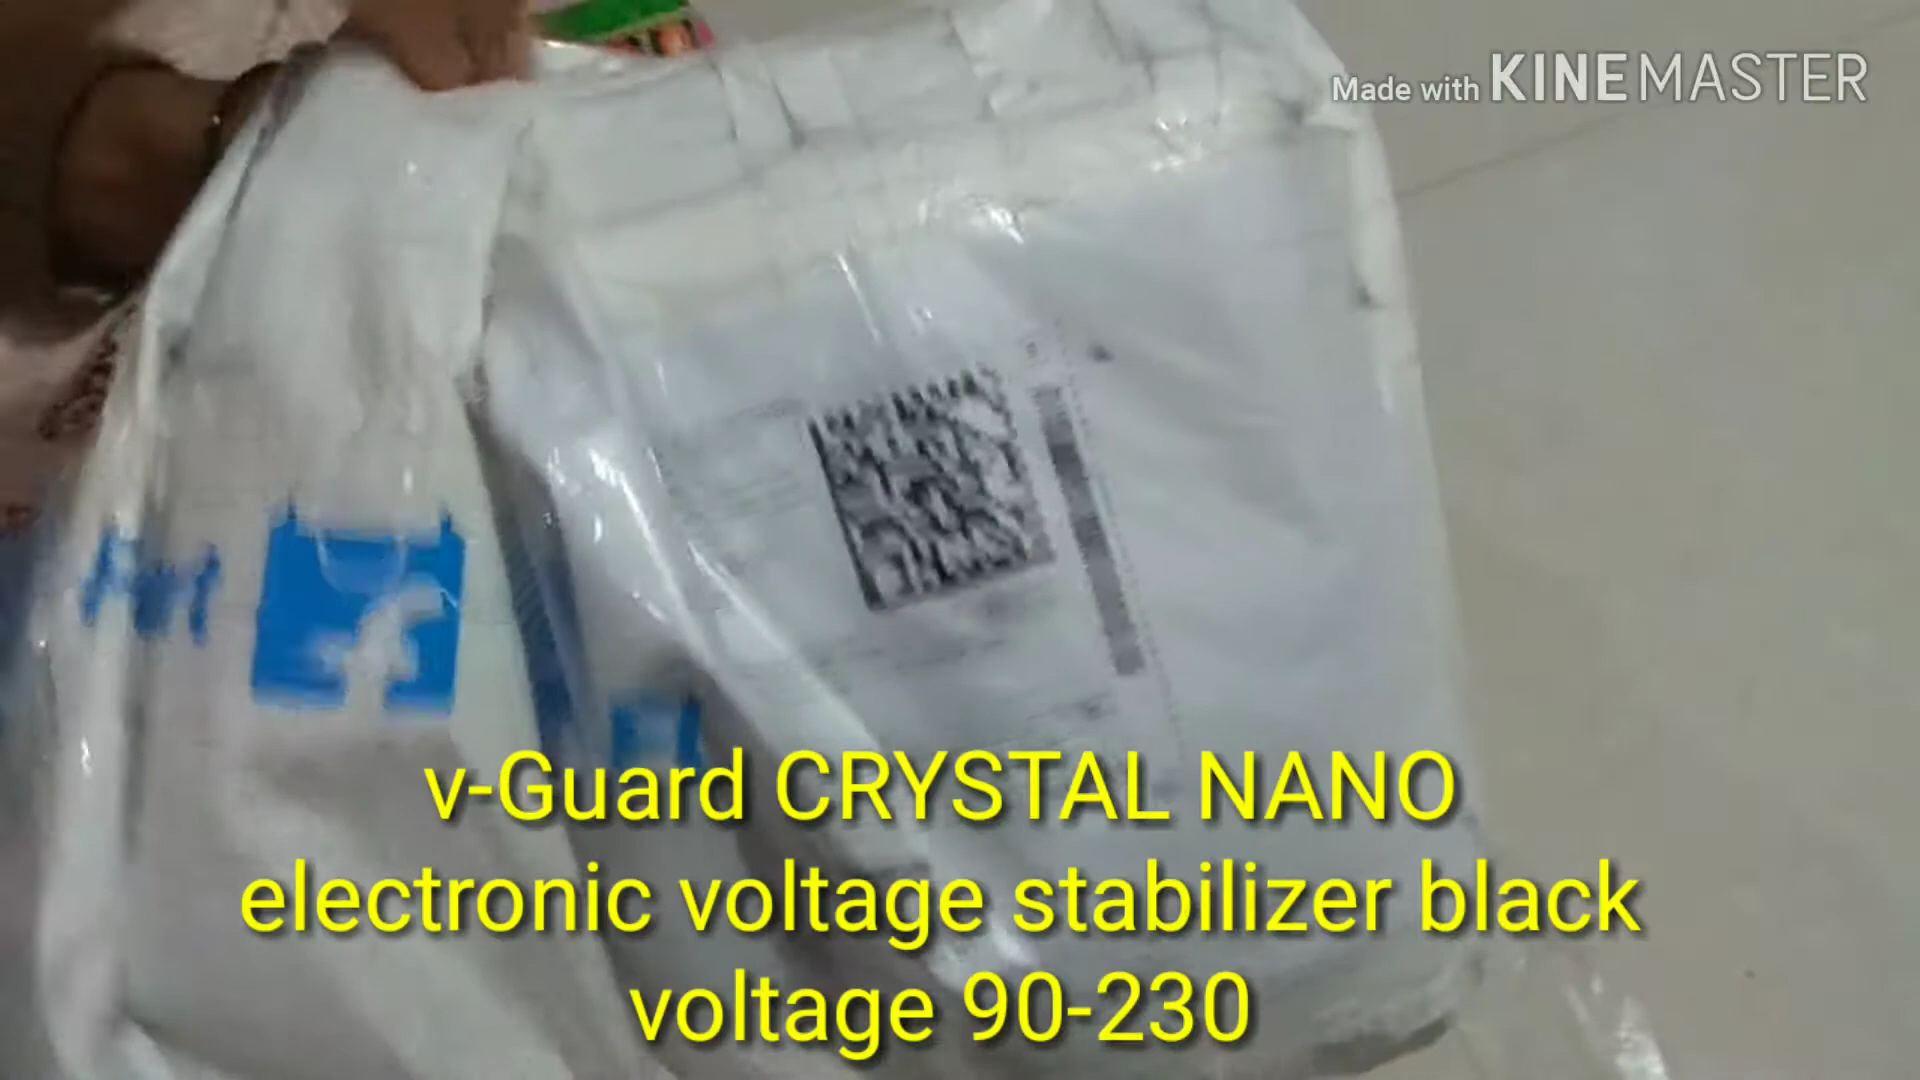 Made with KINEMASTER
v-Guard CRYSTAL NANO
electronic voltage stabilizer black
voltage 90-230